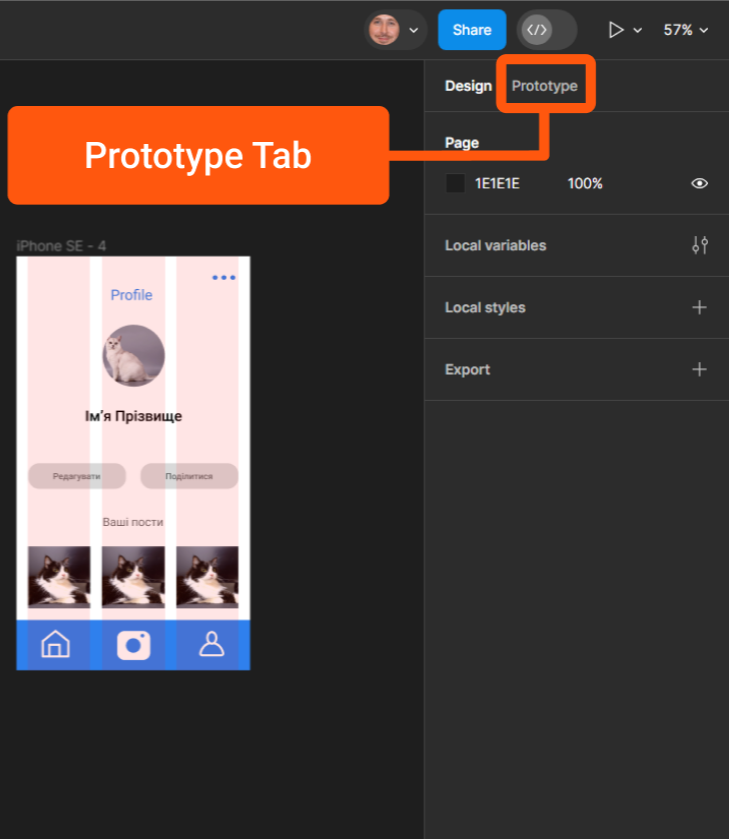 Share
</>
57%
Design
Prototype
Prototype Tab
Page
1E1E1E
100%
iPhone SE - 4
Local variables
Local styles
Export
Profile
Ім'я Прізвище
Редагувати
Поділитися
Ваші пости